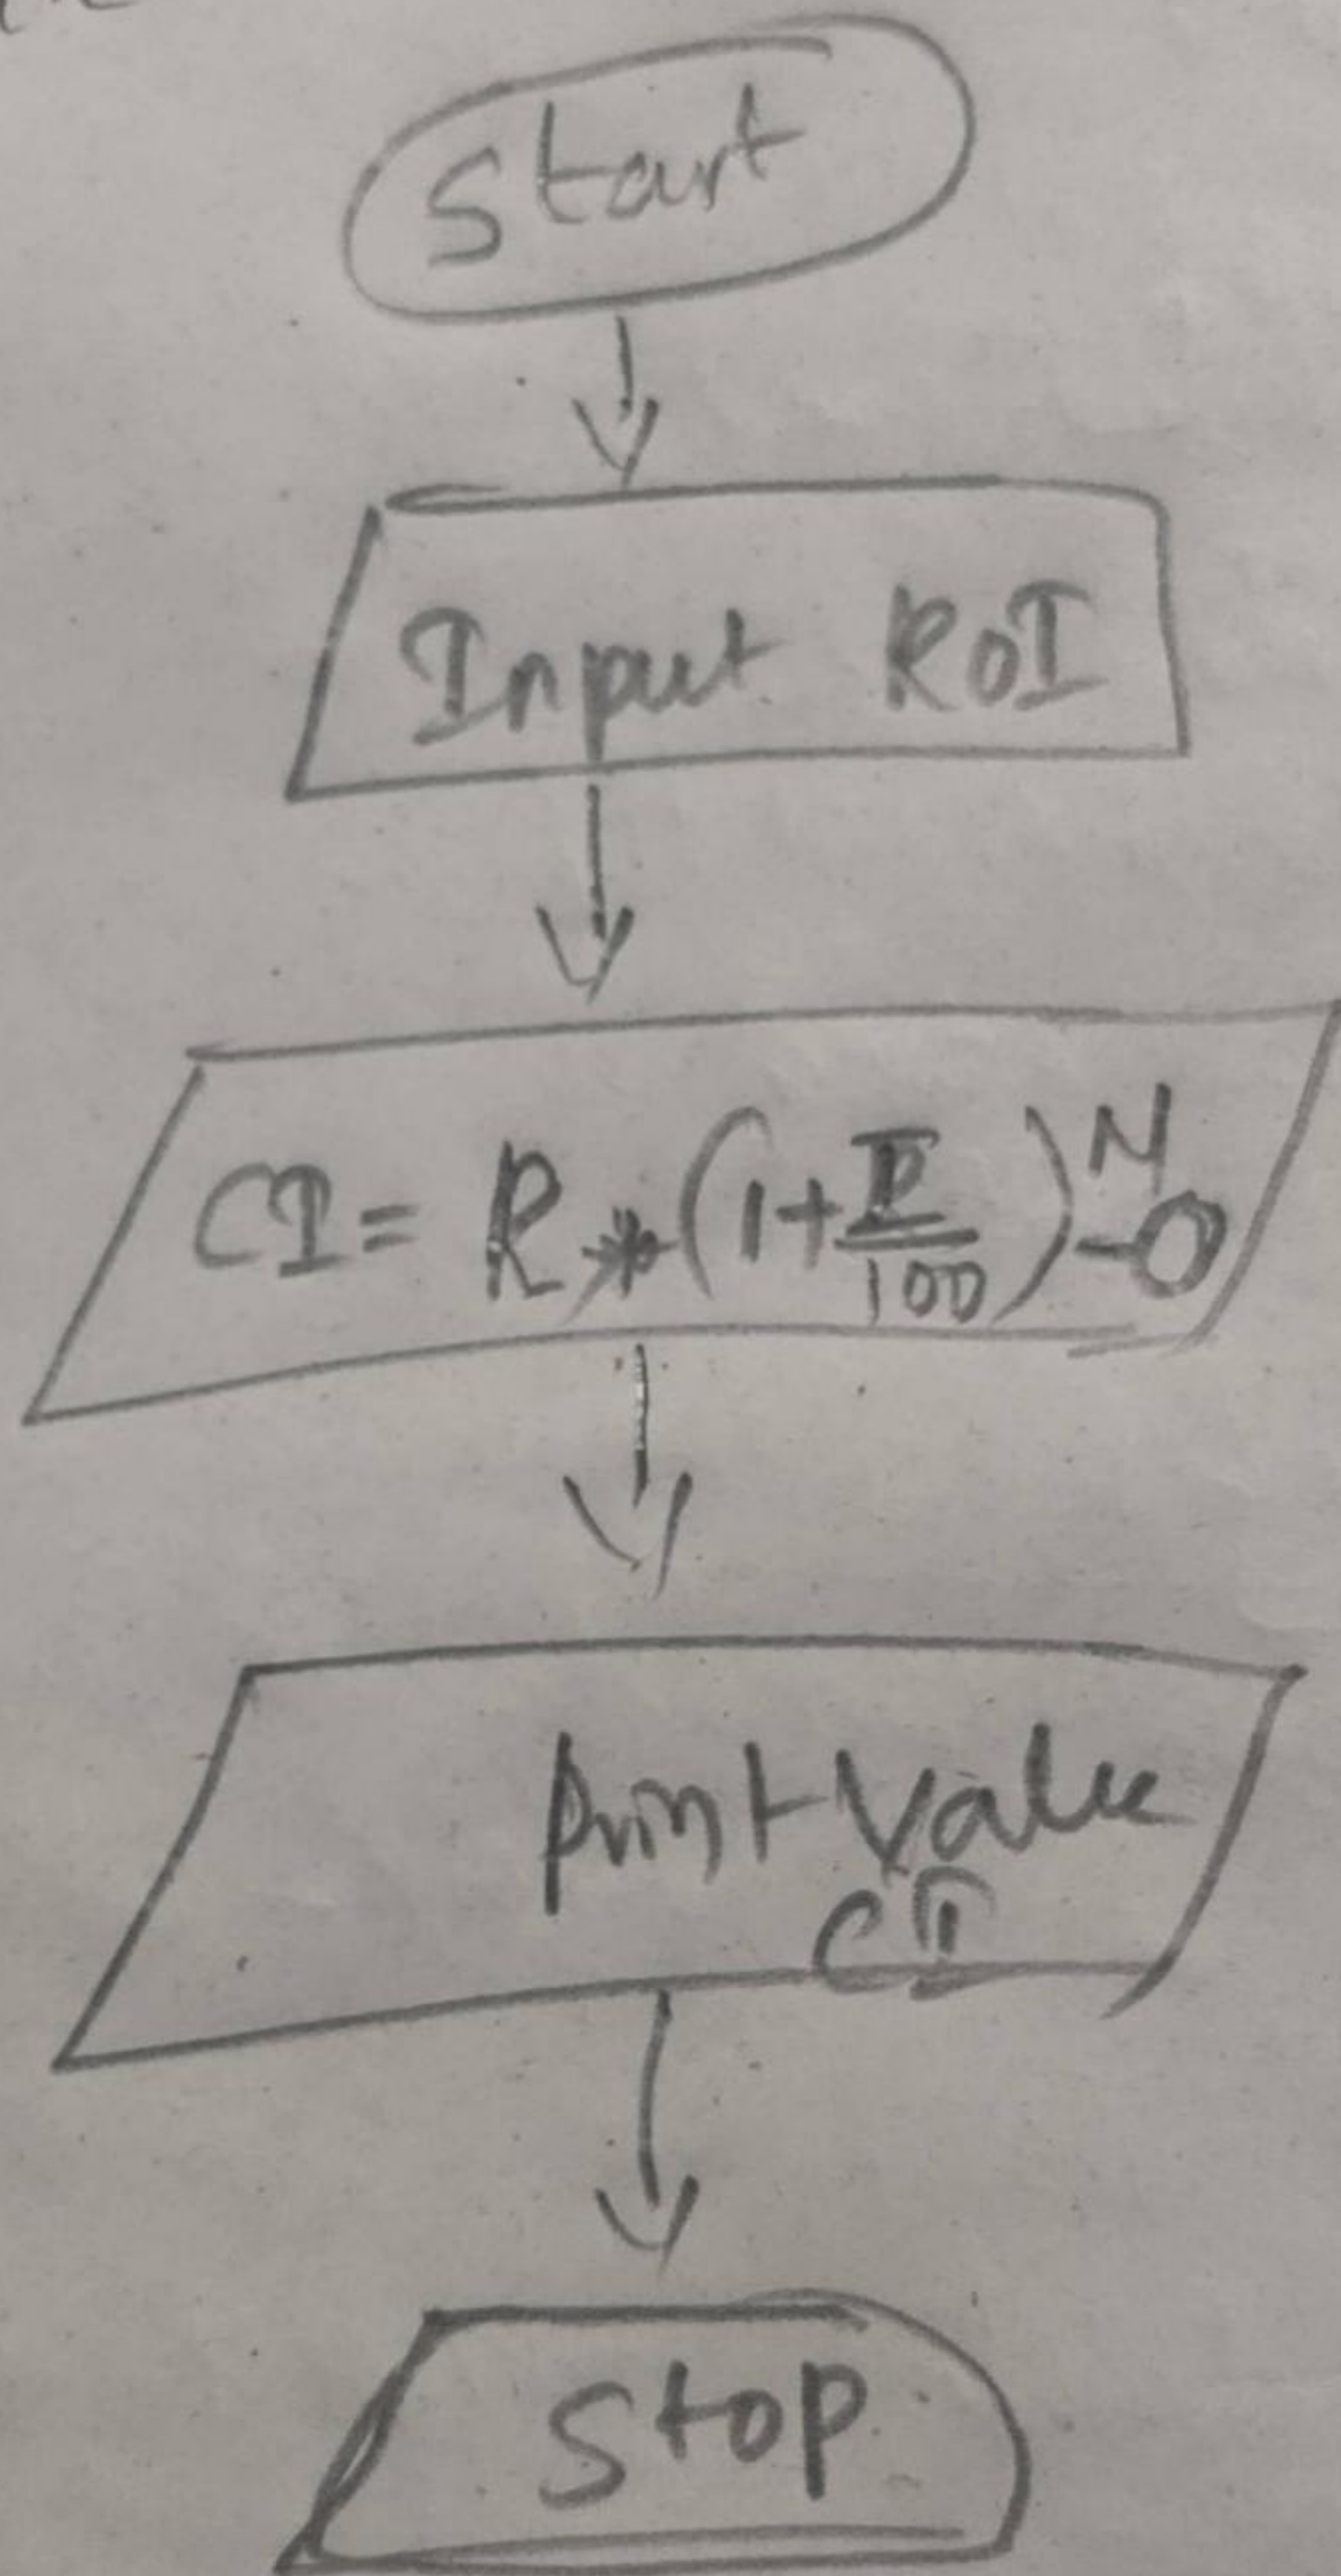 Start
Input RoI
CI= R * (1+I/100)^N -O
Print Value
CI
Stop